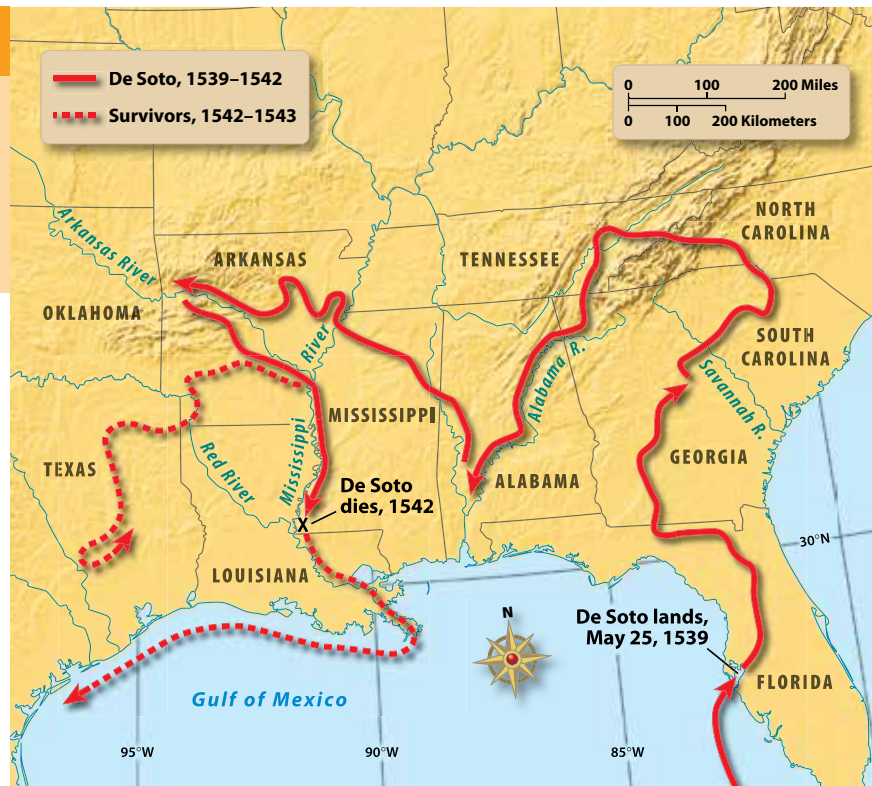 De Soto, 1539–1542
Survivors, 1542–1543
0 100 200 Miles
0 100 200 Kilometers
NORTH
CAROLINA
Arkansas River
ARKANSAS
TENNESSEE
OKLAHOMA
River
SOUTH
CAROLINA
Alabama R.
Savannah R.
MISSISSIPPI
Mississippi
Red River
TEXAS
GEORGIA
ALABAMA
De Soto
dies, 1542
30°N
LOUISIANA
N
De Soto lands,
May 25, 1539
FLORIDA
Gulf of Mexico
95°W
90°W
85°W
X